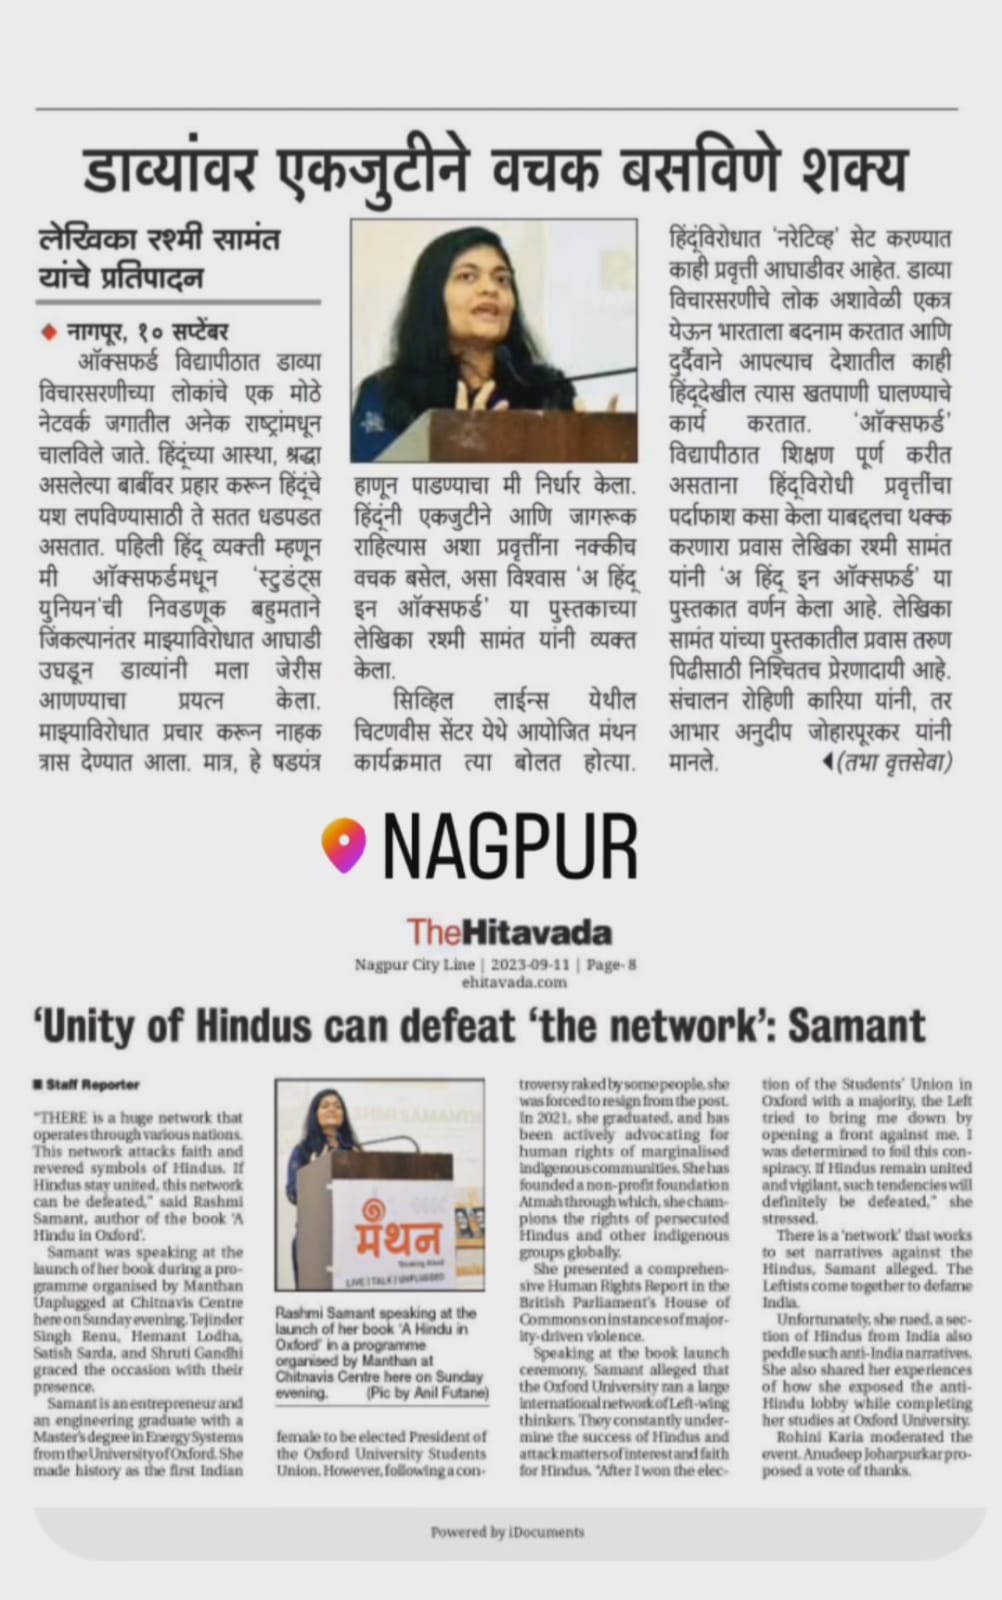 डाव्यांवर एकजुटीने वचक बसविणे शक्य
लेखिका रश्मी सामंत
यांचे प्रतिपादन
नागपूर, १० सप्टेंबर
ऑक्सफर्ड विद्यापीठात डाव्या
विचारसरणीच्या लोकांचे एक मोठे
नेटवर्क जगातील अनेक राष्ट्रांमधून
चालविले जाते. हिंदूंच्या आस्था, श्रद्धा
असलेल्या बाबींवर प्रहार करून हिंदूंचे
यश लपविण्यासाठी ते सतत धडपडत
असतात. पहिली हिंदू व्यक्ती म्हणून
मी ऑक्सफर्डमधून ‘स्टुडंट्स
युनियन’ची निवडणूक बहुमताने
जिंकल्यानंतर माझ्याविरोधात आघाडी
उघडून डाव्यांनी मला जेरीस
आणण्याचा प्रयत्न केला.
माझ्याविरोधात प्रचार करून नाहक
त्रास देण्यात आला. मात्र, हे षडयंत्र
हाणून पाडण्याचा मी निर्धार केला.
हिंदूंनी एकजुटीने आणि जागरूक
राहिल्यास अशा प्रवृत्तींना नक्कीच
वचक बसेल, असा विश्वास ‘अ हिंदू
इन ऑक्सफर्ड’ या पुस्तकाच्या
लेखिका रश्मी सामंत यांनी व्यक्त
केला.
सिव्हिल लाईन्स येथील
चिटणवीस सेंटर येथे आयोजित मंथन
कार्यक्रमात त्या बोलत होत्या.
हिंदूंविरोधात ‘नरेटिव्ह’ सेट करण्यात
काही प्रवृत्ती आघाडीवर आहेत. डाव्या
विचारसरणीचे लोक अशावेळी एकत्र
येऊन भारताला बदनाम करतात आणि
दुर्दैवाने आपल्याच देशातील काही
हिंदूदेखील त्यास खतपाणी घालण्याचे
कार्य करतात. ‘ऑक्सफर्ड’
विद्यापीठात शिक्षण पूर्ण करीत
असताना हिंदूविरोधी प्रवृत्तींचा
पर्दाफाश कसा केला याबद्दलचा थक्क
करणारा प्रवास लेखिका रश्मी सामंत
यांनी ‘अ हिंदू इन ऑक्सफर्ड’ या
पुस्तकात वर्णन केला आहे. लेखिका
सामंत यांच्या पुस्तकातील प्रवास तरुण
पिढीसाठी निश्चितच प्रेरणादायी आहे.
संचालन रोहिणी कारिया यांनी, तर
आभार अनुदीप जोहारपूरकर यांनी
मानले. (तभा वृत्तसेवा)
NAGPUR
TheHitavada
Nagpur City Line | 2023-09-11 | Page- 8
ehitavada.com
‘Unity of Hindus can defeat ‘the network’: Samant
Staff Reporter
"THERE is a huge network that
operates through various nations.
This network attacks faith and
revered symbols of Hindus. If
Hindus stay united, this network
can be defeated," said Rashmi
Samant, author of the book ‘A
Hindu in Oxford’.
Samant was speaking at the
launch of her book during a pro-
gramme organised by Manthan
Unplugged at Chitnavis Centre
here on Sunday evening. Tejinder
Singh Renu, Hemant Lodha,
Satish Sarda, and Shruti Gandhi
graced the occasion with their
presence.
Samant is an entrepreneur and
an engineering graduate with a
Master's degree in Energy Systems
from the University of Oxford. She
made history as the first Indian
मंथन
LIVE | TALK | UNPLUGGED
Rashmi Samant speaking at the
launch of her book ‘A Hindu in
Oxford’ in a programme
organised by Manthan at
Chitnavis Centre here on Sunday
evening. (Pic by Anil Futane)
female to be elected President of
the Oxford University Students
Union. However, following a con-
troversy raked by some people, she
was forced to resign from the post.
In 2021, she graduated, and has
been actively advocating for
human rights of marginalised
indigenous communities. She has
founded a non-profit foundation
Atmah through which, she cham-
pions the rights of persecuted
Hindus and other indigenous
groups globally.
She presented a comprehen-
sive Human Rights Report in the
British Parliament's House of
Commons on instances of major-
ity-driven violence.
Speaking at the book launch
ceremony, Samant alleged that
the Oxford University ran a large
international network of Left-wing
thinkers. They constantly under-
mine the success of Hindus and
attack matters of interest and faith
for Hindus. "After I won the elec-
tion of the Students' Union in
Oxford with a majority, the Left
tried to bring me down by
opening a front against me. I
was determined to foil this con-
spiracy. If Hindus remain united
and vigilant, such tendencies will
definitely be defeated," she
stressed.
There is a ‘network’ that works
to set narratives against the
Hindus, Samant alleged. The
Leftists come together to defame
India.
Unfortunately, she rued, a sec-
tion of Hindus from India also
peddle such anti-India narratives.
She also shared her experiences
of how she exposed the anti-
Hindu lobby while completing
her studies at Oxford University.
Rohini Karia moderated the
event. Anudeep Joharpurkar pro-
posed a vote of thanks.
Powered by iDocuments